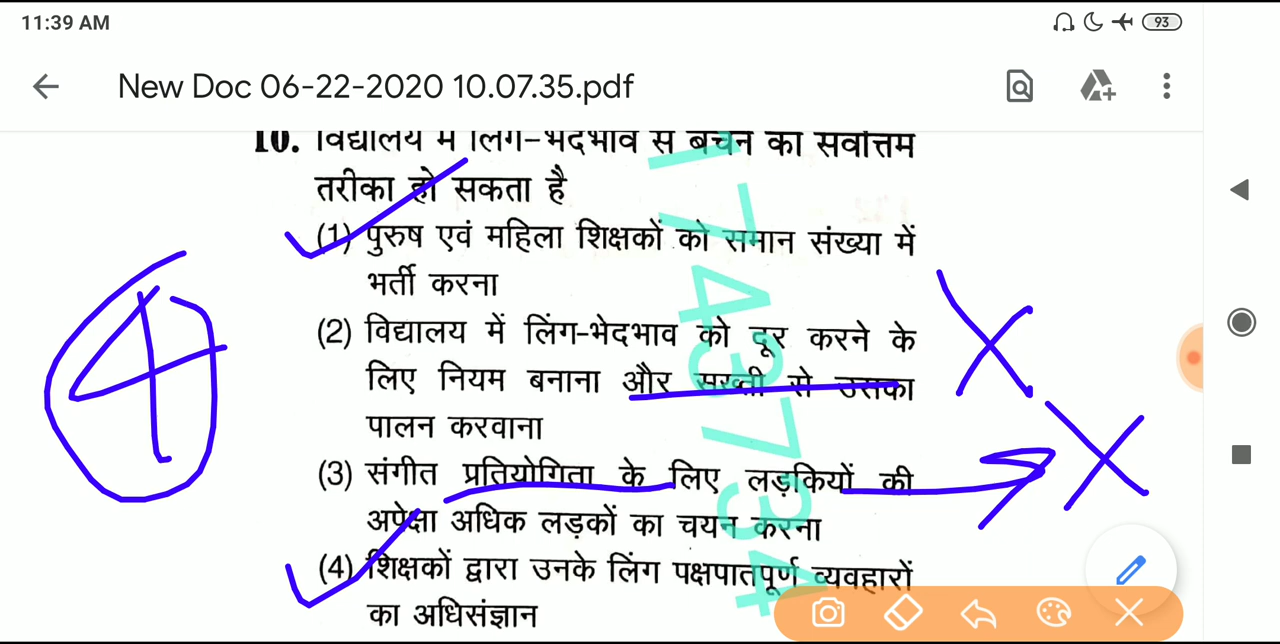 11:39 AM
93
New Doc 06-22-2020 10.07.35.pdf
10. विद्यालय में लिंग-भेदभाव से बचने का सर्वोत्तम
तरीका हो सकता है
(1) पुरुष एवं महिला शिक्षकों को समान संख्या में
भर्ती करना
(2) विद्यालय में लिंग-भेदभाव को दूर करने के
लिए नियम बनाना और सख्ती से उसका
पालन करवाना
(3) संगीत प्रतियोगिता के लिए लड़कियों की
अपेक्षा अधिक लड़कों का चयन करना
(4) शिक्षकों द्वारा उनके लिंग पक्षपातपूर्ण व्यवहारों
का अधिसंज्ञान
4